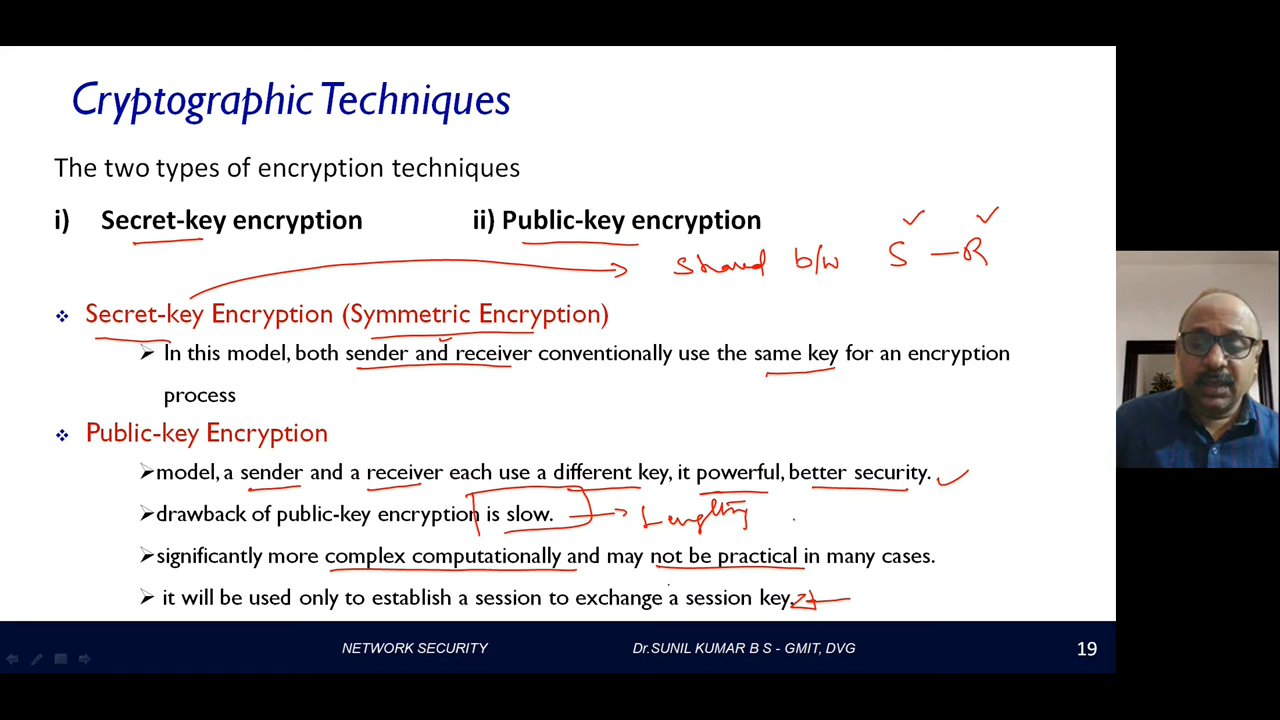 Cryptographic Techniques
The two types of encryption techniques
i) Secret-key encryption ii) Public-key encryption
shared b/w S – R
❖ Secret-key Encryption (Symmetric Encryption)
➢ In this model, both sender and receiver conventionally use the same key for an encryption
process
❖ Public-key Encryption
➢model, a sender and a receiver each use a different key, it powerful, better security.
➢drawback of public-key encryption is slow.
➢significantly more complex computationally and may not be practical in many cases.
➢ it will be used only to establish a session to exchange a session key.
NETWORK SECURITY Dr.SUNIL KUMAR B S - GMIT, DVG 19